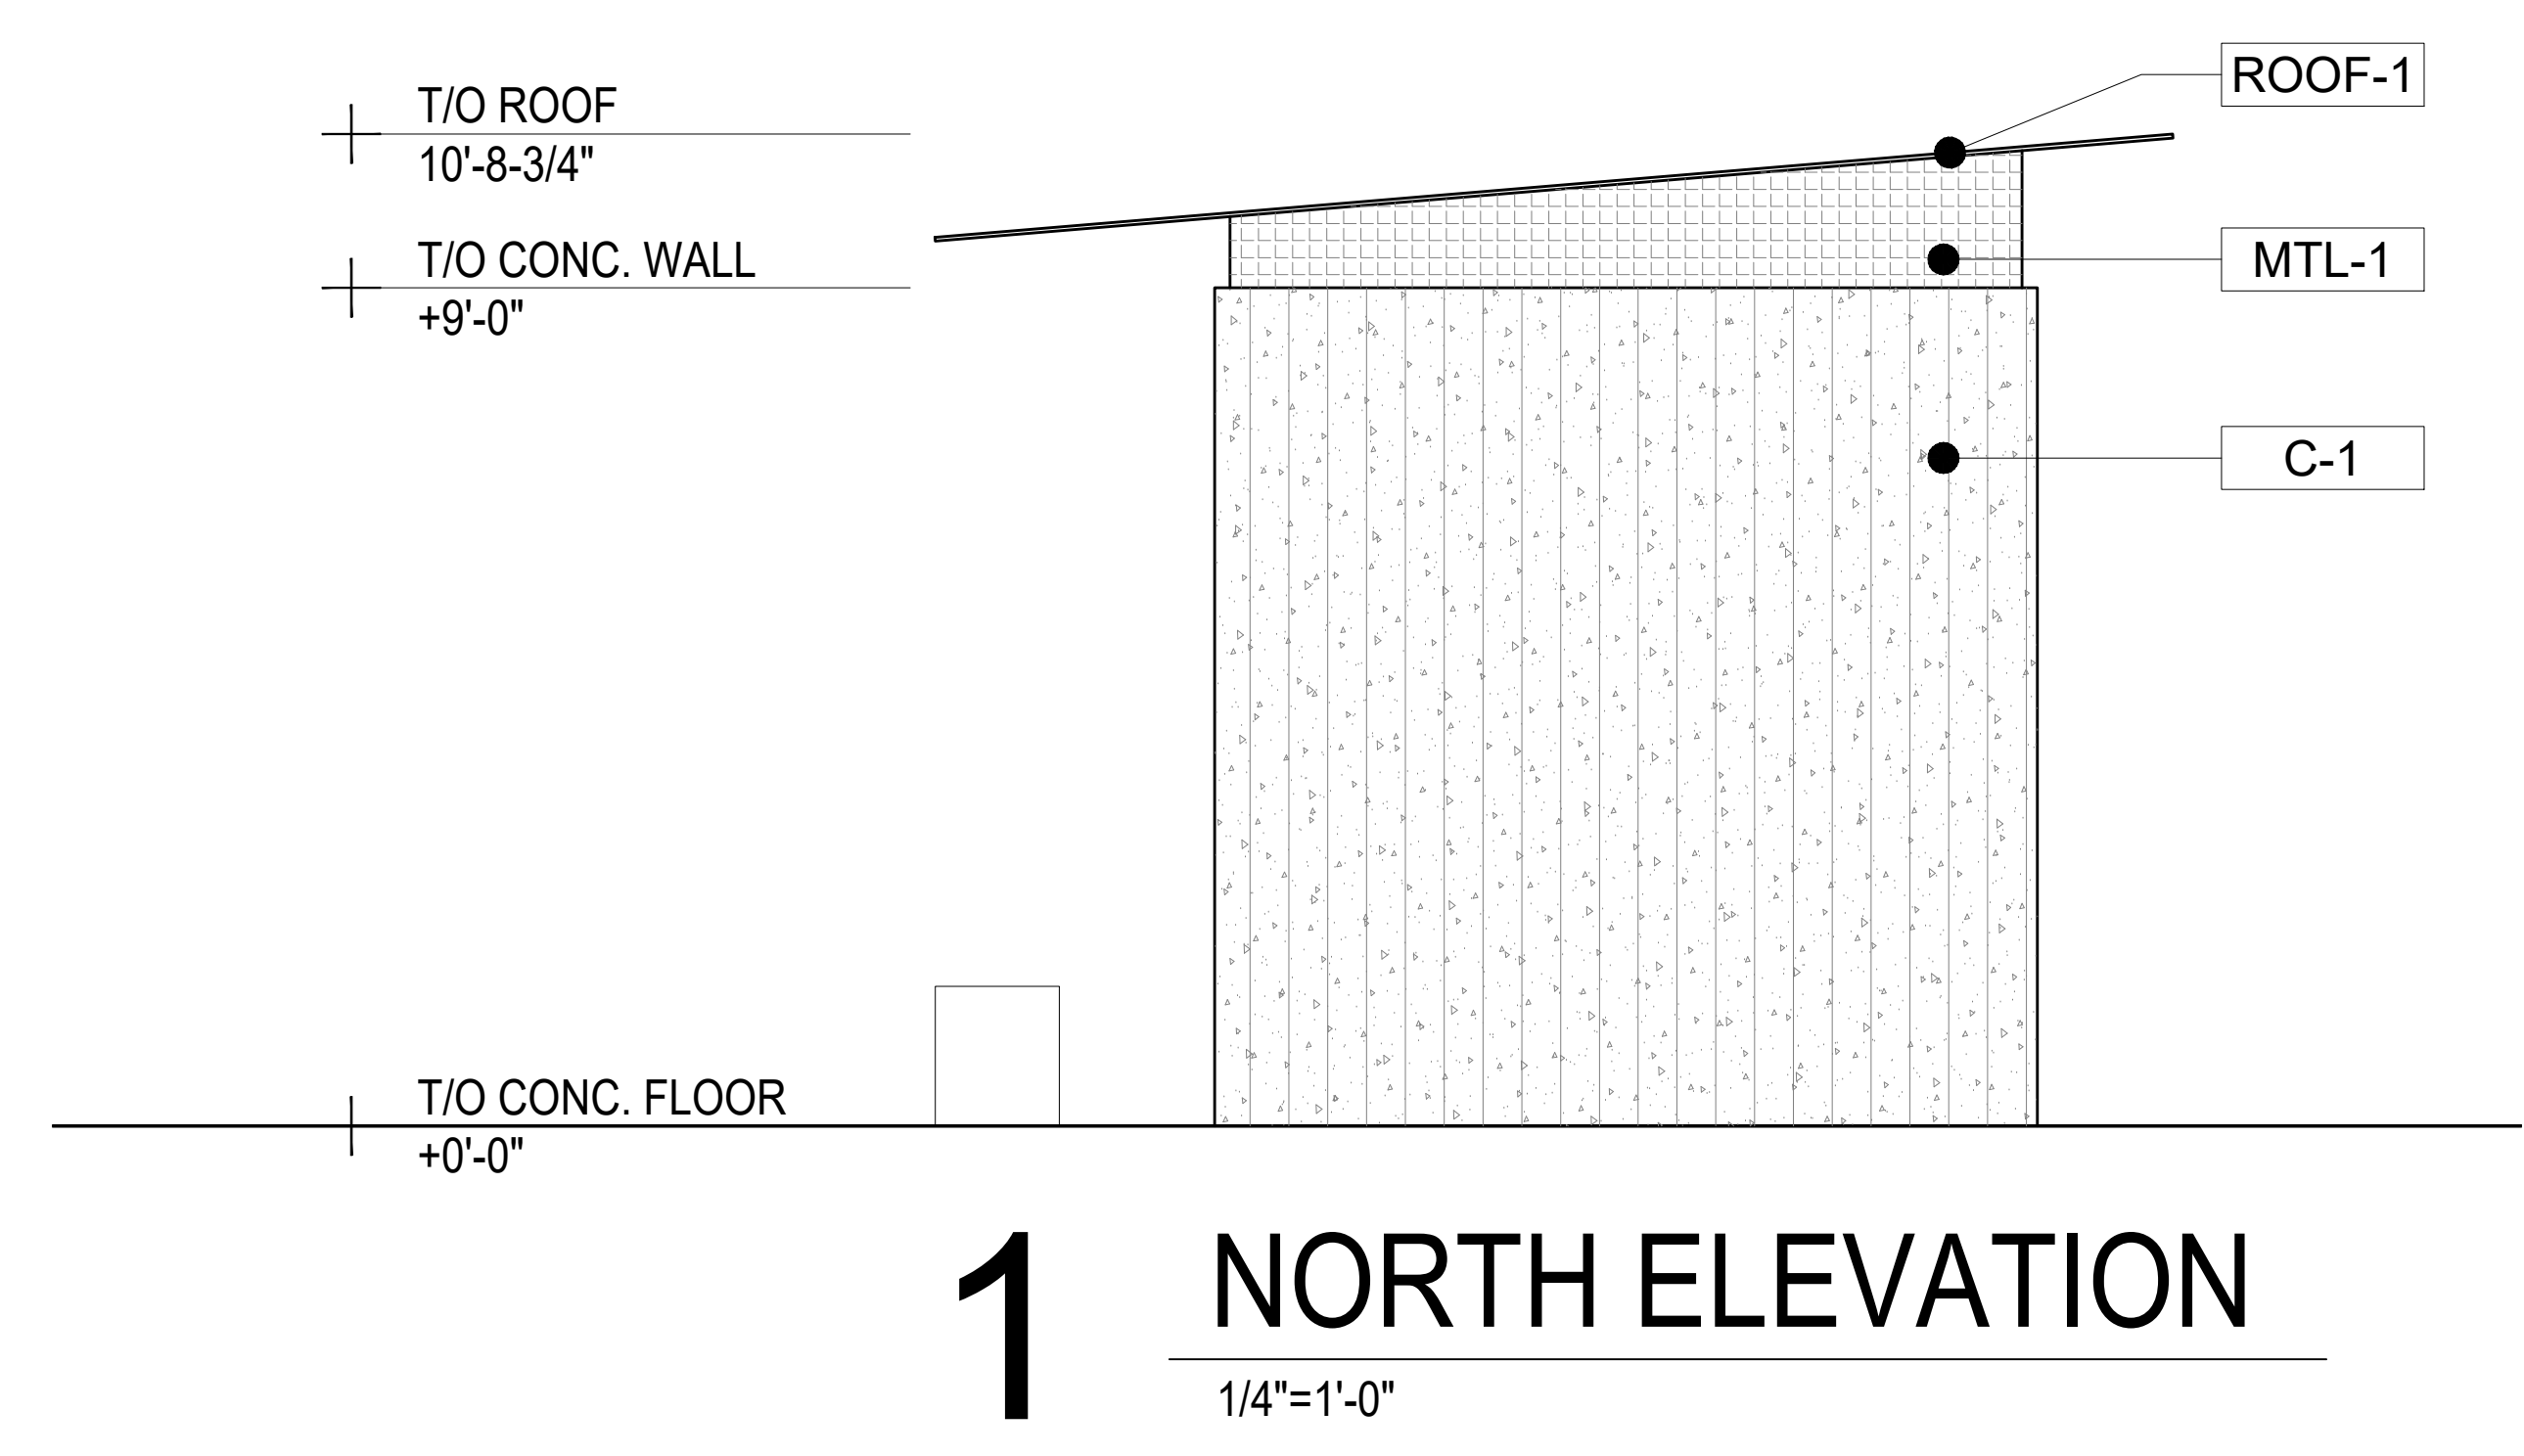 T/O ROOF
10'-8-3/4"
T/O CONC. WALL
+9'-0"
T/O CONC. FLOOR
+0'-0"
ROOF-1
MTL-1
C-1
1 NORTH ELEVATION
1/4"=1'-0"